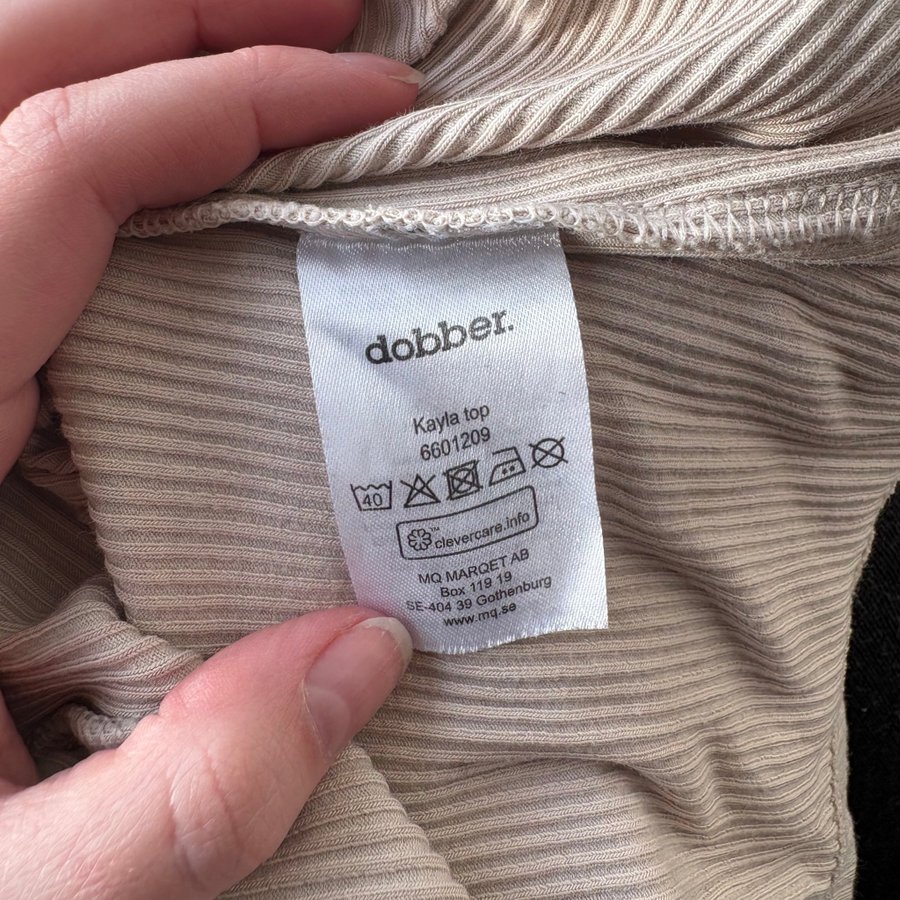 dobber.
Kayla top
6601209
40
™ clevercare.info
MQ MARQET AB
Box 119 19
SE-404 39 Gothenburg
www.mq.se